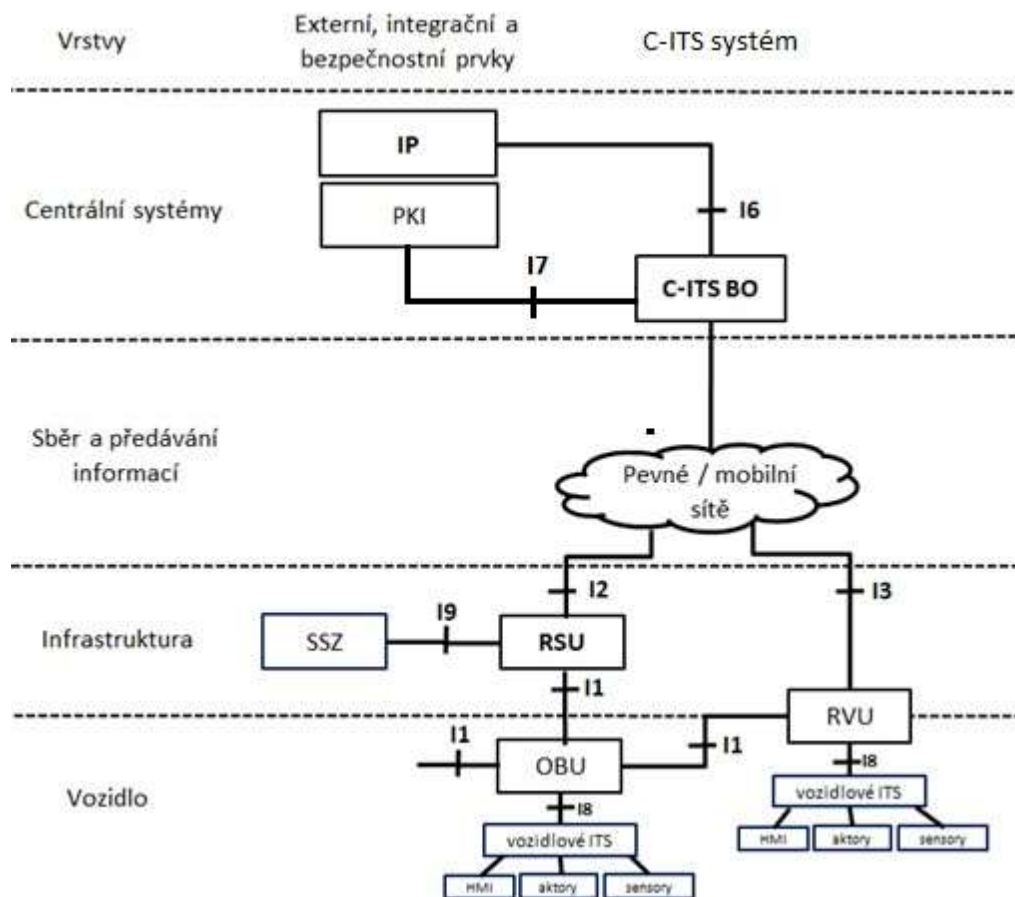 Vrstvy
Externí, integrační a
bezpečnostní prvky
C-ITS systém
IP
Centrální systémy
PKI
I6
I7
C-ITS BO
Sběr a předávání
informací
Pevné / mobilní
sítě
I2
I3
I9
Infrastruktura
SSZ
RSU
I1
RVU
I1
I1
OBU
I8
Vozidlo
vozidlové ITS
I8
vozidlové ITS
HMI
aktory
sensory
HMI
aktory
sensory